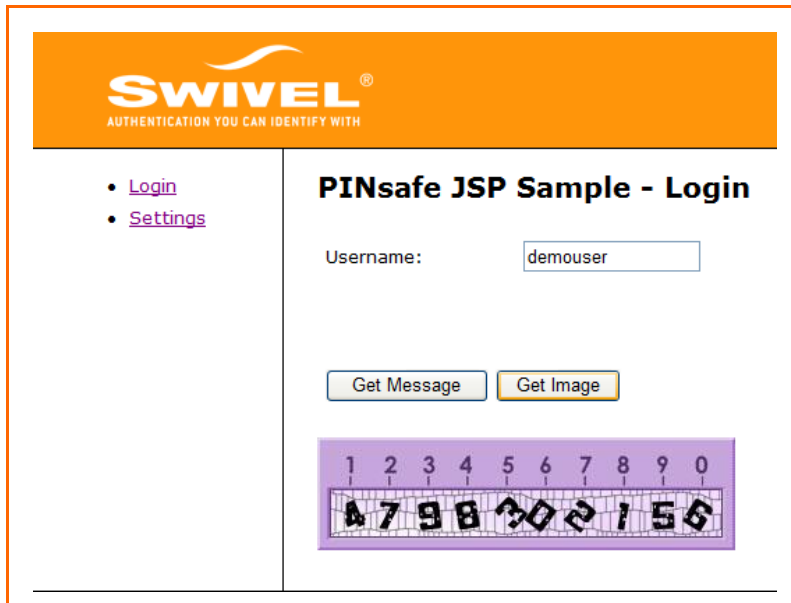 SWIVEL®
AUTHENTICATION YOU CAN IDENTIFY WITH
Login
Settings
PINsafe JSP Sample - Login
Username: demouser
Get Message Get Image
1 2 3 4 5 6 7 8 9 0
4 7 9 8 3 0 2 1 5 6